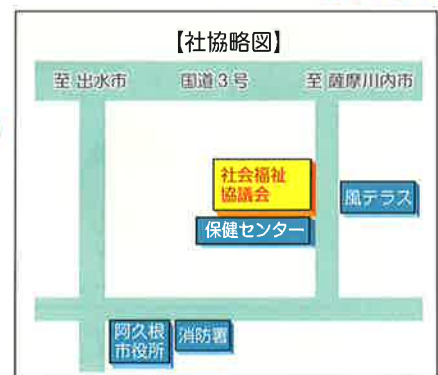 【社協略図】
至 出水市 国道3号 至 薩摩川内市
社会福祉
協議会
風テラス
保健センター
阿久根
市役所
消防署